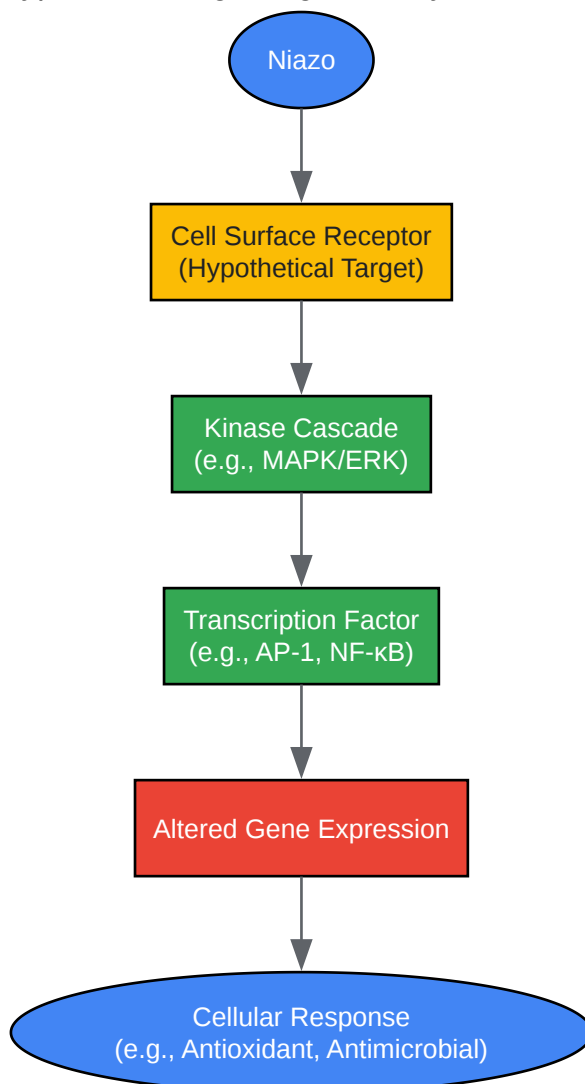 Niazo
Cell Surface Receptor
(Hypothetical Target)
Kinase Cascade
(e.g., MAPK/ERK)
Transcription Factor
(e.g., AP-1, NF-κB)
Altered Gene Expression
Cellular Response
(e.g., Antioxidant, Antimicrobial)